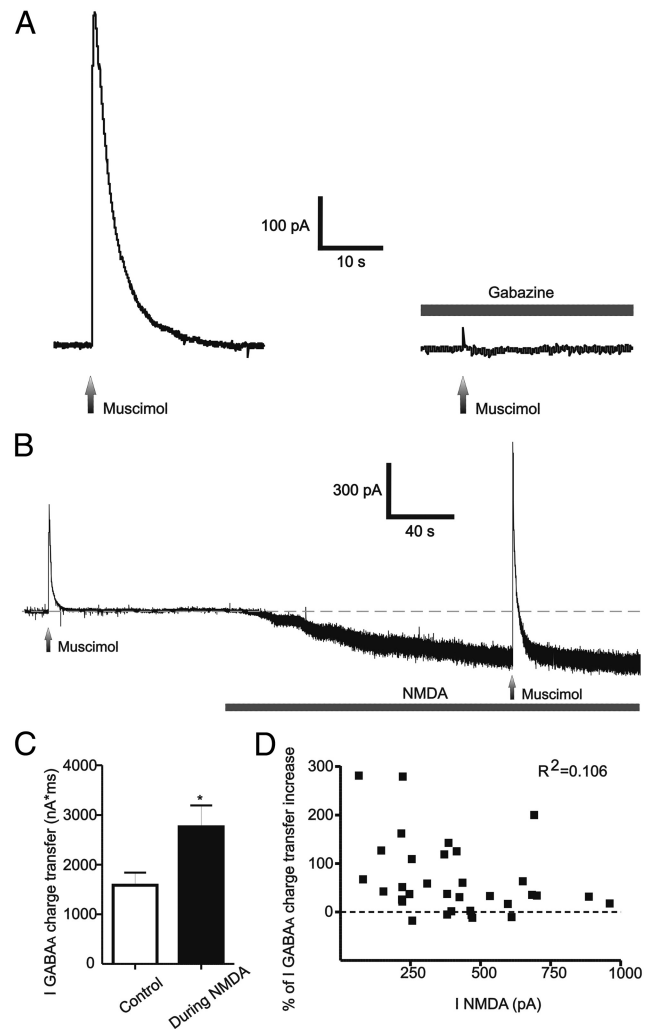 A
100 pA
10 s
Gabazine
Muscimol
Muscimol
B
300 pA
40 s
Muscimol
NMDA
Muscimol
C
I GABAA charge transfer (nA*ms)
4000
3000
2000
1000
0
*
Control
During NMDA
D
% of I GABAA charge transfer increase
300
200
100
0
R2=0.106
250
500
750
1000
I NMDA (pA)